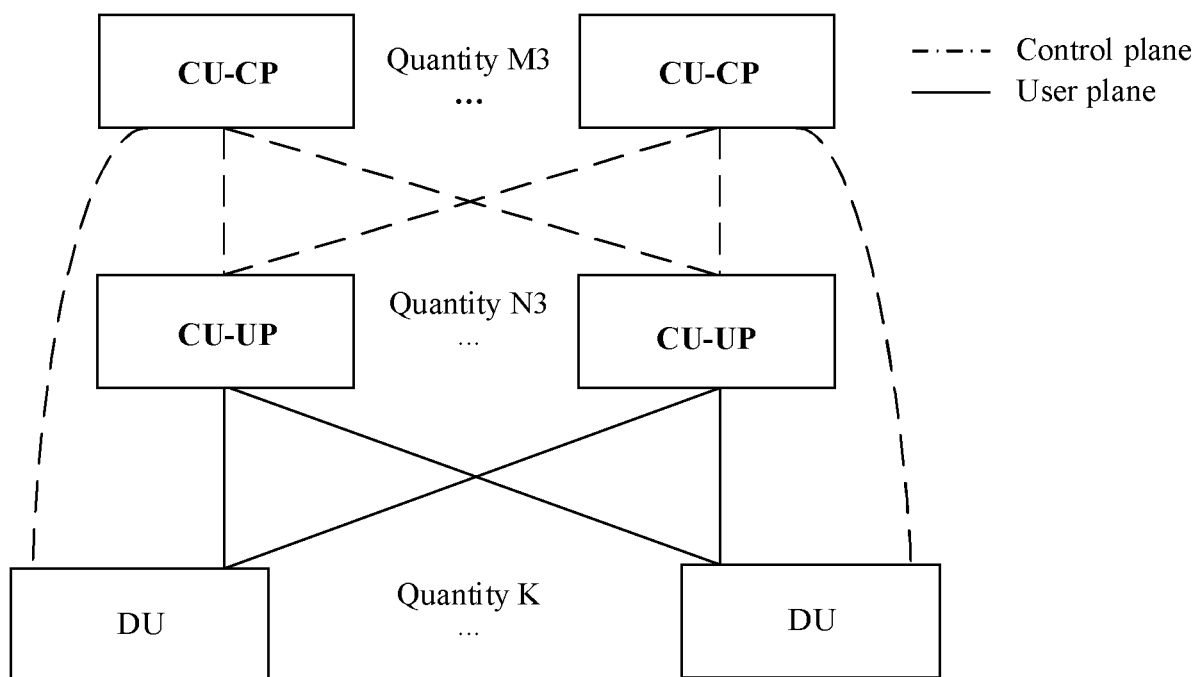 CU-CP
Quantity M3
...
CU-CP
Control plane
User plane
CU-UP
Quantity N3
...
CU-UP
DU
Quantity K
...
DU